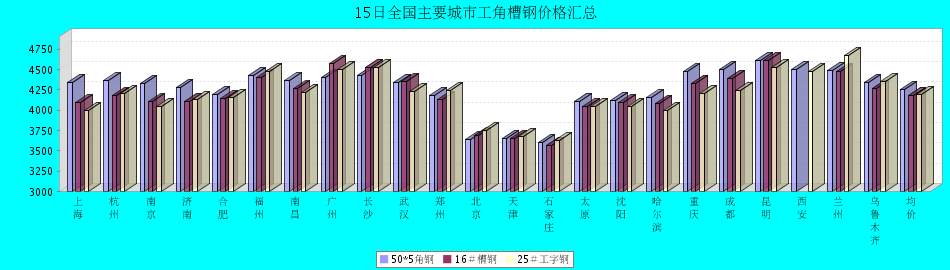 15日全国主要城市工角槽钢价格汇总
4750
4500
4250
4000
3750
3500
3250
3000
上海 杭州 南京 济南 合肥 福州 南昌 广州 长沙 武汉 郑州 北京 天津 石家庄 太原 沈阳 哈尔滨 重庆 成都 昆明 西安 兰州 乌鲁木齐 均价
50*5角钢 16#槽钢 25#工字钢